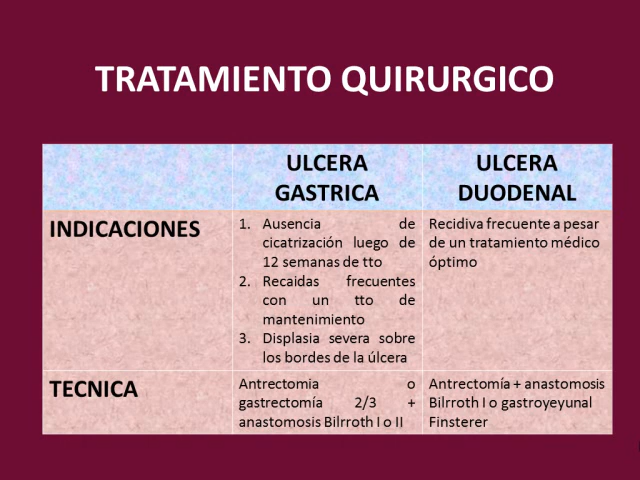 TRATAMIENTO QUIRURGICO
ULCERA
GASTRICA
ULCERA
DUODENAL
INDICACIONES
1. Ausencia de
cicatrización luego de
12 semanas de tto
2. Recaidas frecuentes
con un tto de
mantenimiento
3. Displasia severa sobre
los bordes de la úlcera
Recidiva frecuente a pesar
de un tratamiento médico
óptimo
TECNICA
Antrectomia o
gastrectomía 2/3 +
anastomosis Bilrroth I o II
Antrectomía + anastomosis
Bilrroth I o gastroyeyunal
Finsterer